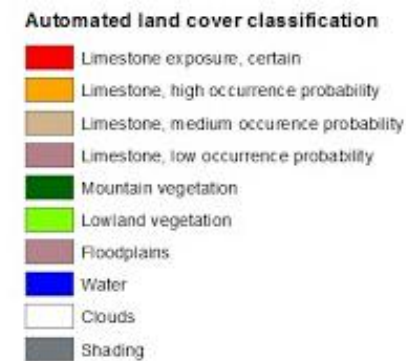 Automated land cover classification
Limestone exposure, certain
Limestone, high occurrence probability
Limestone, medium occurence probability
Limestone, low occurrence probability
Mountain vegetation
Lowland vegetation
Floodplains
Water
Clouds
Shading